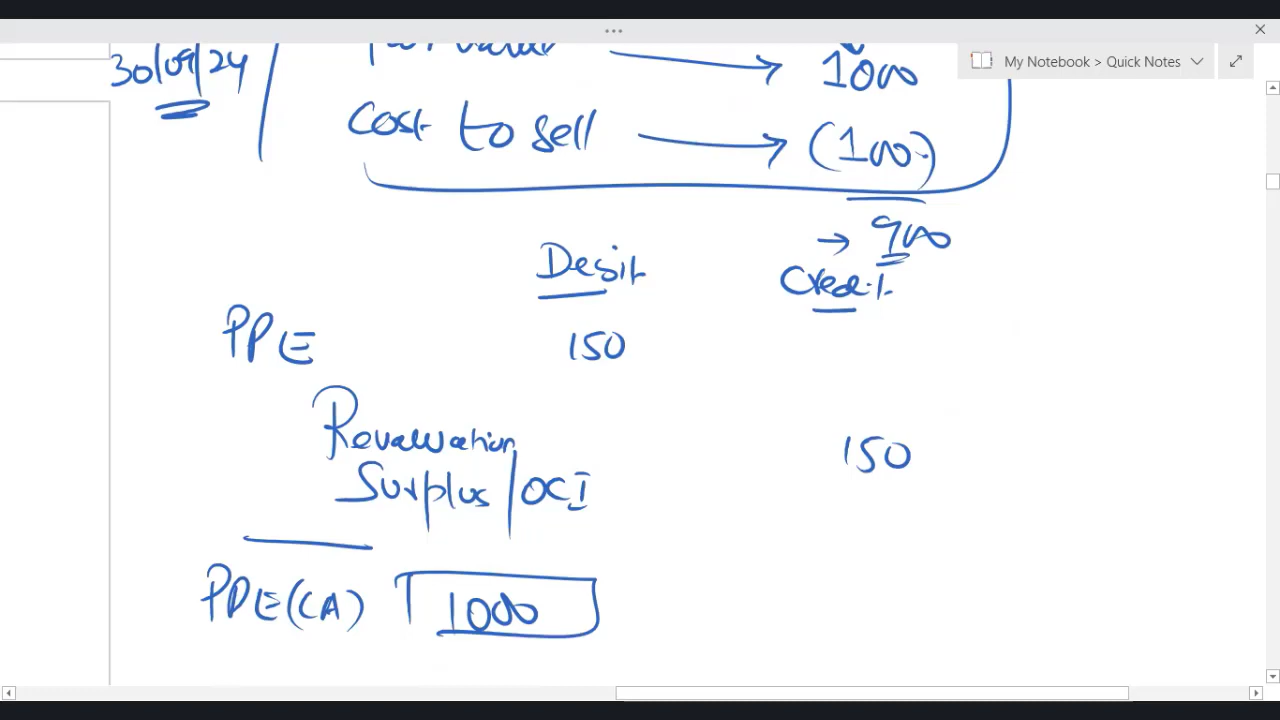 My Notebook > Quick Notes
30/09/24
value 1000
Cost to sell (100)
→ 900
Debit Credit
PPE 150
Revaluation
Surplus/OCI 150
PPE(CA) 1000